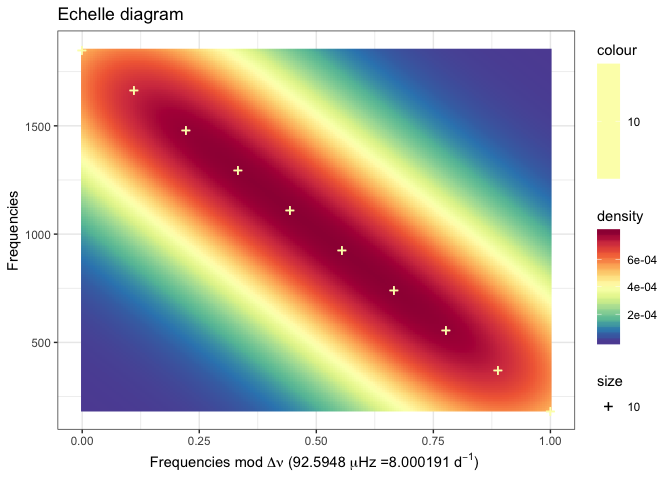 Echelle diagram
Frequencies
1500
1000
500
0.00 0.25 0.50 0.75 1.00
Frequencies mod Δν (92.5948 μHz =8.000191 d⁻¹)
colour
10
density
6e-04
4e-04
2e-04
size
10